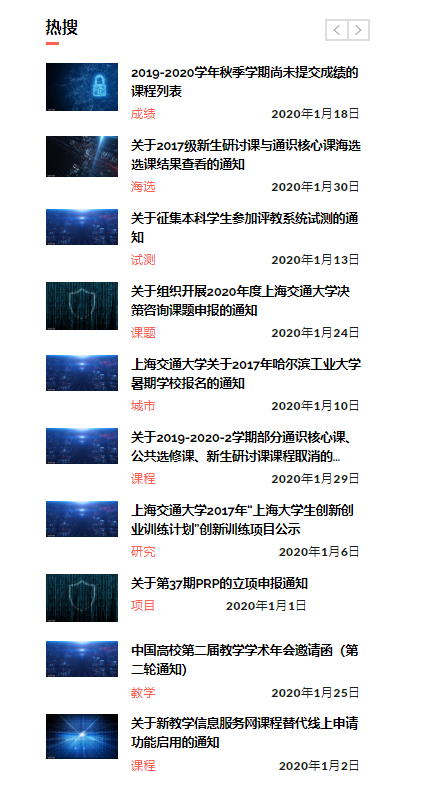 热搜
2019-2020学年秋季学期尚未提交成绩的
课程列表
成绩 2020年1月18日
关于2017级新生研讨课与通识核心课海选
选课结果查看的通知
海选 2020年1月30日
关于征集本科学生参加评教系统试测的通
知
试测 2020年1月13日
关于组织开展2020年度上海交通大学决
策咨询课题申报的通知
课题 2020年1月24日
上海交通大学关于2017年哈尔滨工业大学
暑期学校报名的通知
城市 2020年1月10日
关于2019-2020-2学期部分通识核心课、
公共选修课、新生研讨课课程取消的...
课程 2020年1月29日
上海交通大学2017年“上海大学生创新创
业训练计划”创新训练项目公示
研究 2020年1月6日
关于第37期PRP的立项申报通知
项目 2020年1月1日
中国高校第二届教学学术年会邀请函（第
二轮通知）
教学 2020年1月25日
关于新教学信息服务网课程替代线上申请
功能启用的通知
课程 2020年1月2日